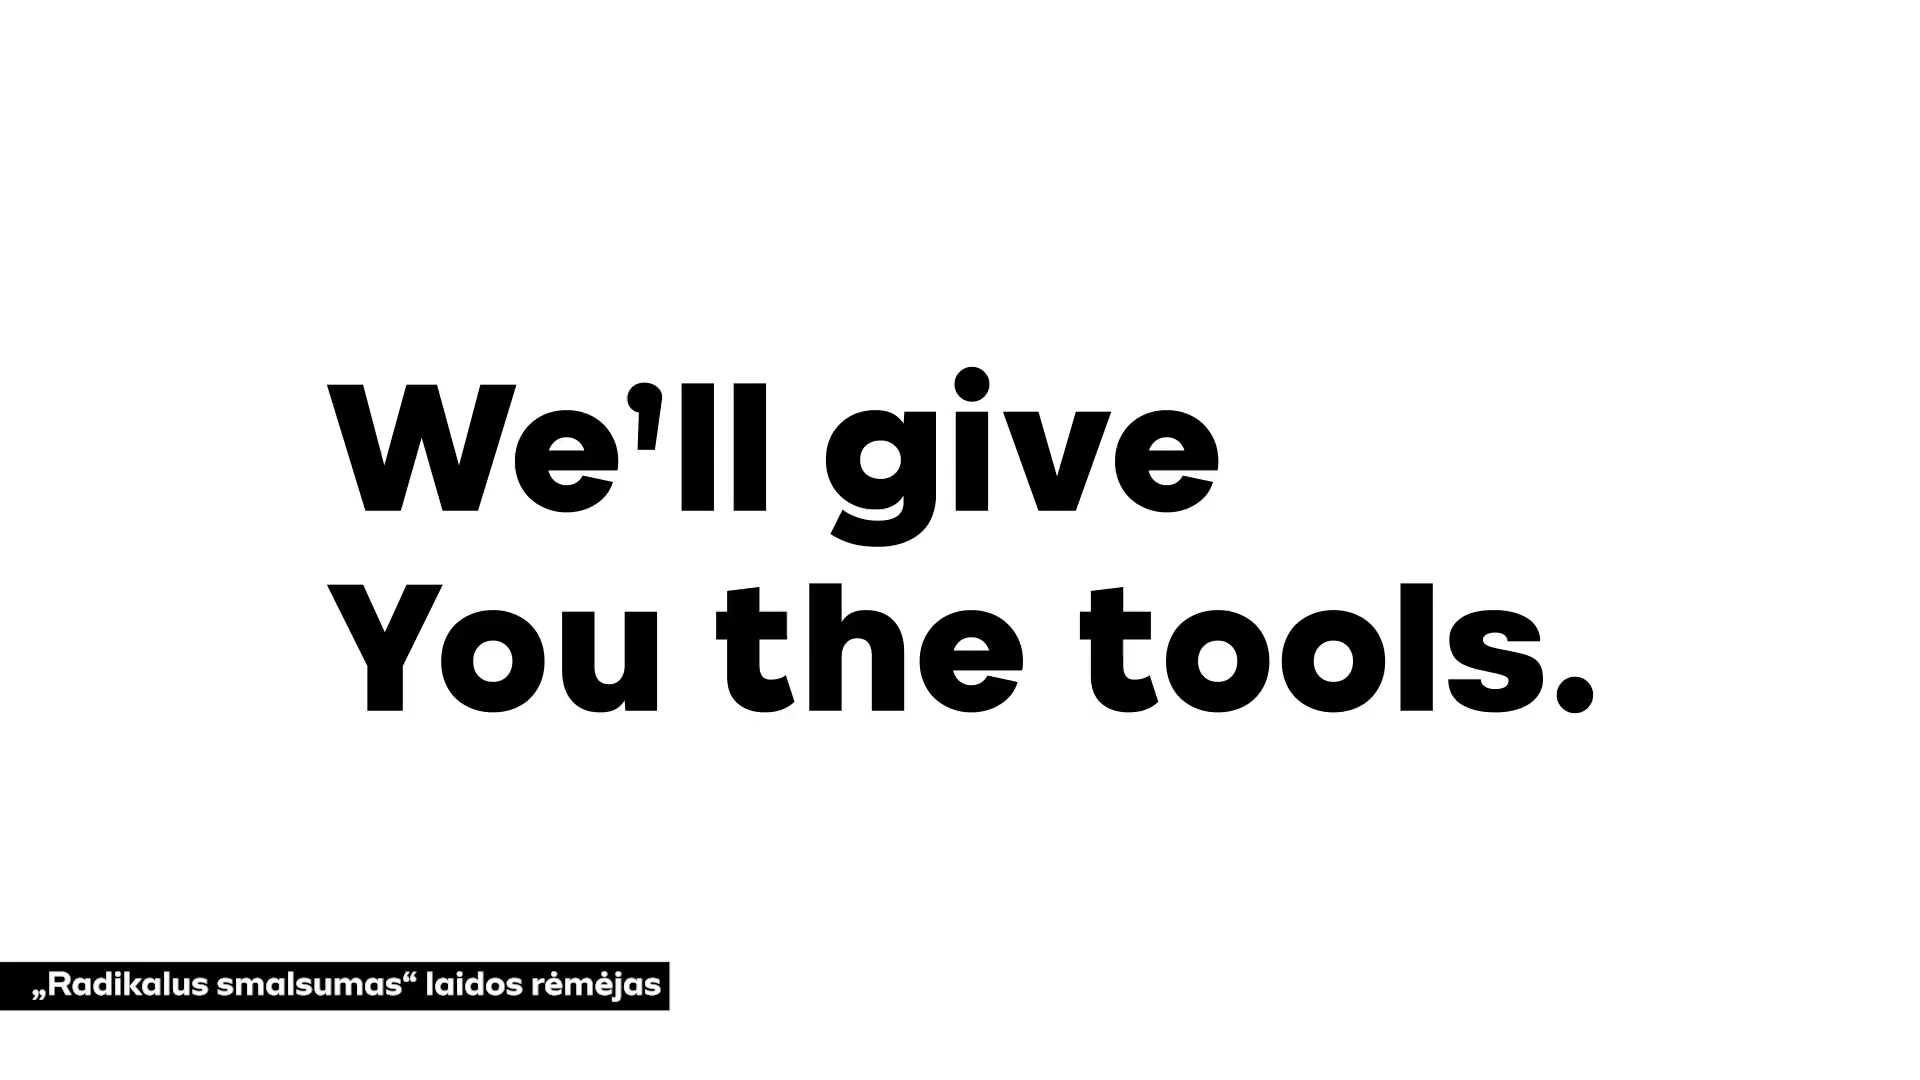 We’ll give
You the tools.
„Radikalus smalsumas“ laidos rėmėjas